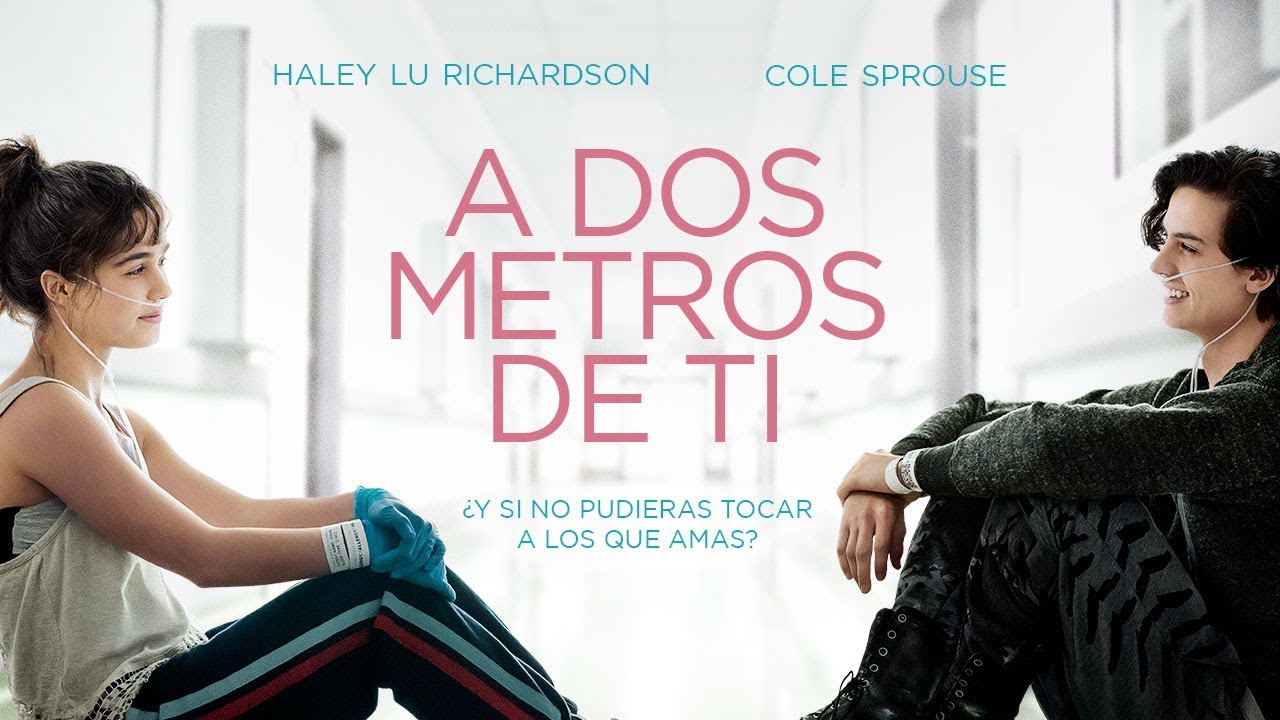 HALEY LU RICHARDSON
COLE SPROUSE
A DOS
METROS
DE TI
¿Y SI NO PUDIERAS TOCAR
A LOS QUE AMAS?